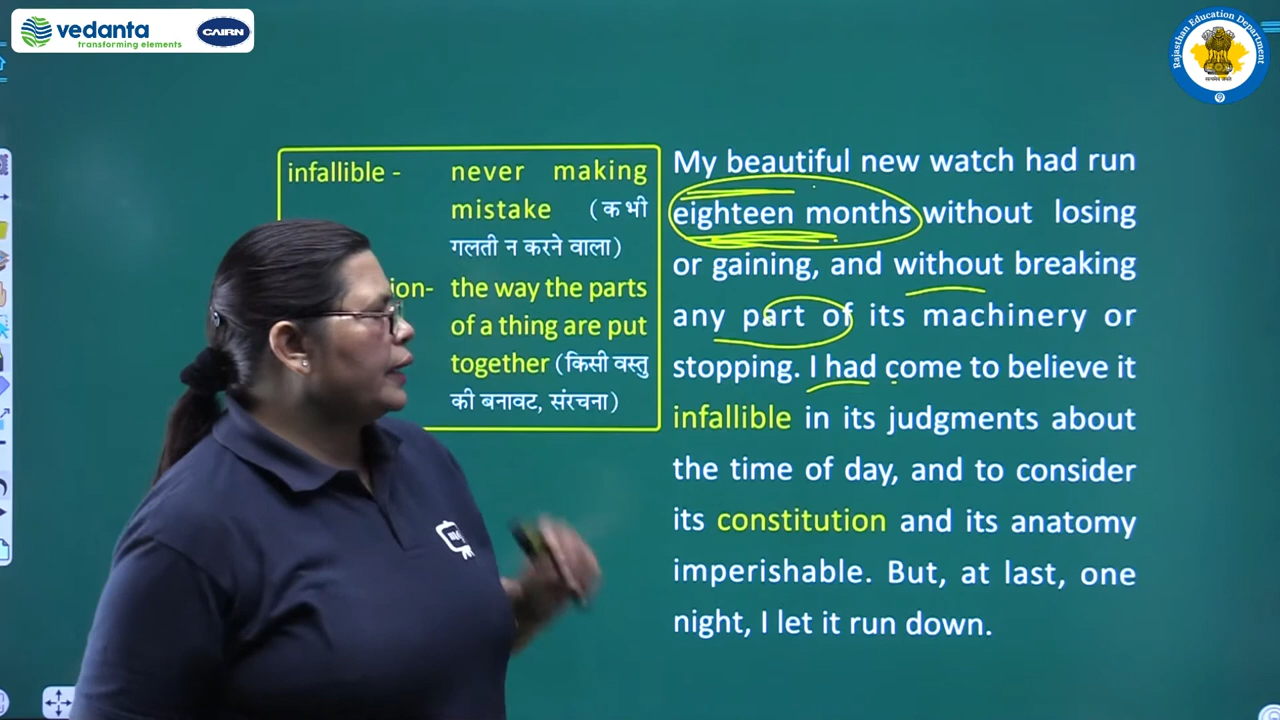 vedanta
transforming elements
CAIRN
Rajasthan Education Department
infallible - never making
mistake (कभी
गलती न करने वाला)
ion- the way the parts
of a thing are put
together (किसी वस्तु
की बनावट, संरचना)
My beautiful new watch had run
eighteen months without losing
or gaining, and without breaking
any part of its machinery or
stopping. I had come to believe it
infallible in its judgments about
the time of day, and to consider
its constitution and its anatomy
imperishable. But, at last, one
night, I let it run down.